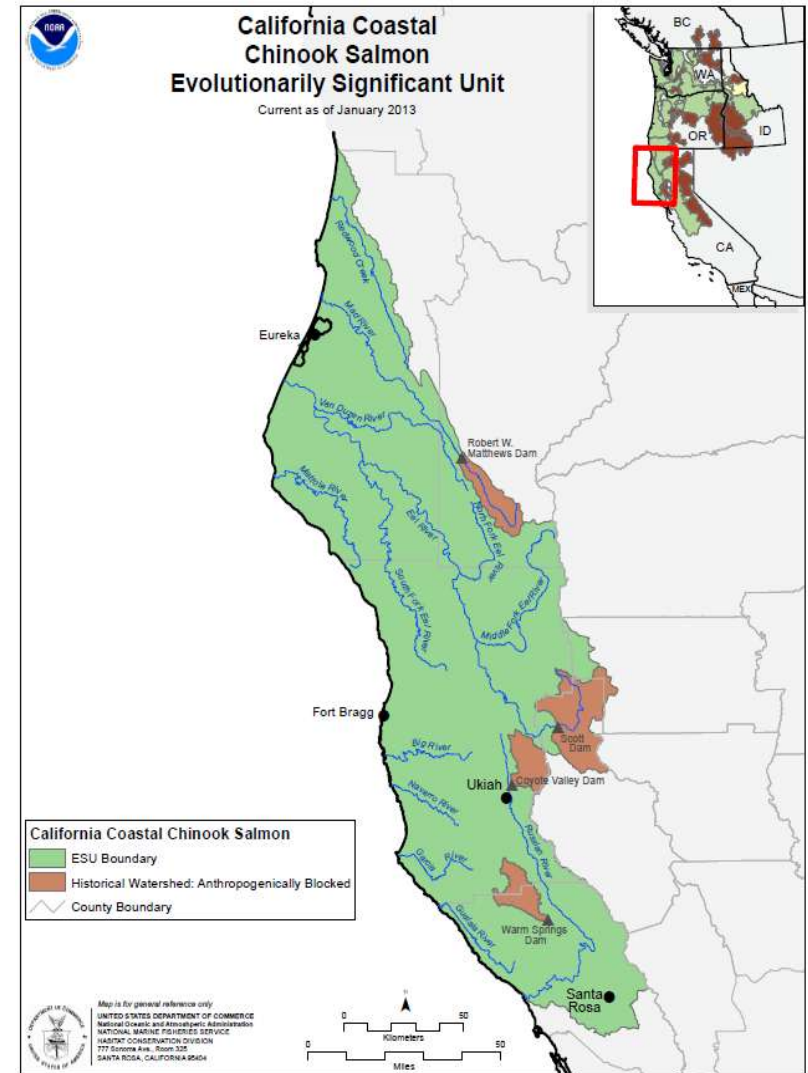 NOAA
California Coastal
Chinook Salmon
Evolutionarily Significant Unit
Current as of January 2013
BC
WA
OR
ID
CA
MEX
Redwood Creek
Mad River
Eureka
Van Duzen River
Robert W.
Matthews Dam
Mattole River
Eel River
North Fork Eel
River
South Fork Eel River
Middle Fork Eel River
Fort Bragg
Scott
Dam
Big River
Coyote Valley Dam
Ukiah
Navarro River
Russian River
Garcia River
Warm Springs
Dam
Gualala River
Santa
Rosa
California Coastal Chinook Salmon
ESU Boundary
Historical Watershed: Anthropogenically Blocked
County Boundary
Map is for general reference only
UNITED STATES DEPARTMENT OF COMMERCE
National Oceanic and Atmospheric Administration
NATIONAL MARINE FISHERIES SERVICE
HABITAT CONSERVATION DIVISION
777 Sonoma Ave., Room 325
SANTA ROSA, CALIFORNIA 95404
0 50
Kilometers
0 50
Miles